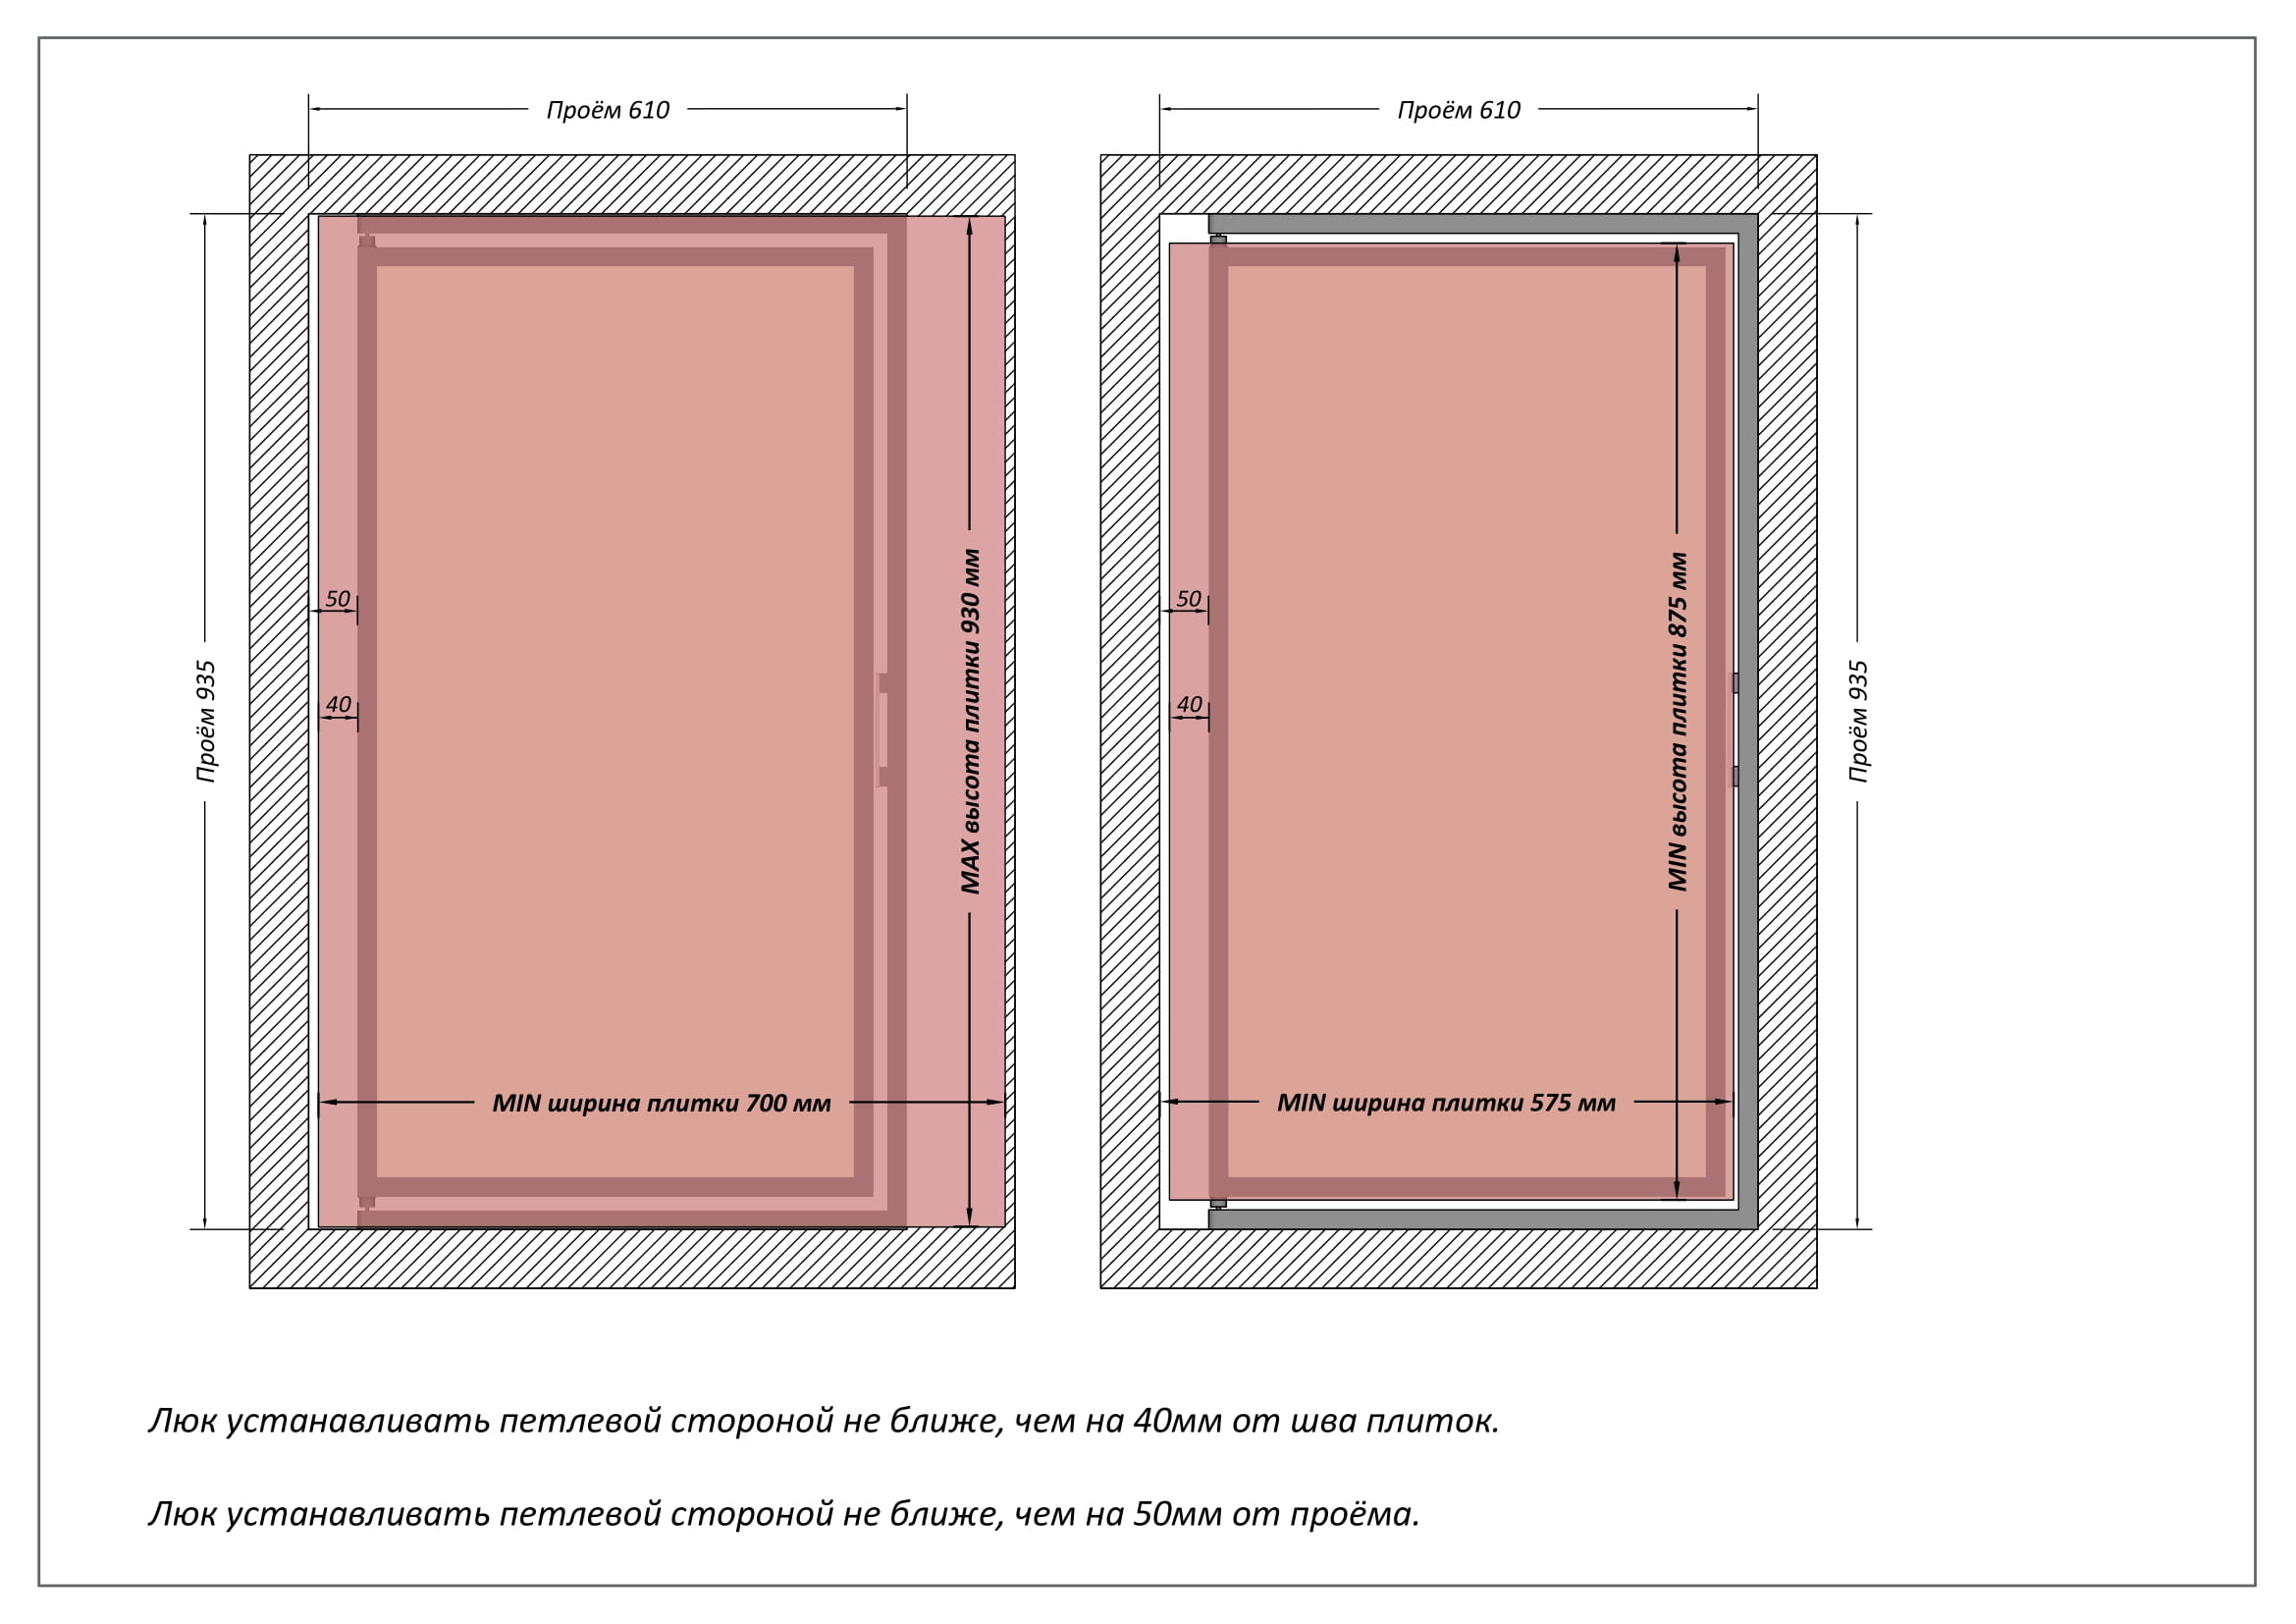 Проём 610
Проём 610
Проём 935
50
40
MAX высота плитки 930 мм
MIN ширина плитки 700 мм
50
40
MIN высота плитки 875 мм
MIN ширина плитки 575 мм
Проём 935
Люк устанавливать петлевой стороной не ближе, чем на 40мм от шва плиток.
Люк устанавливать петлевой стороной не ближе, чем на 50мм от проёма.